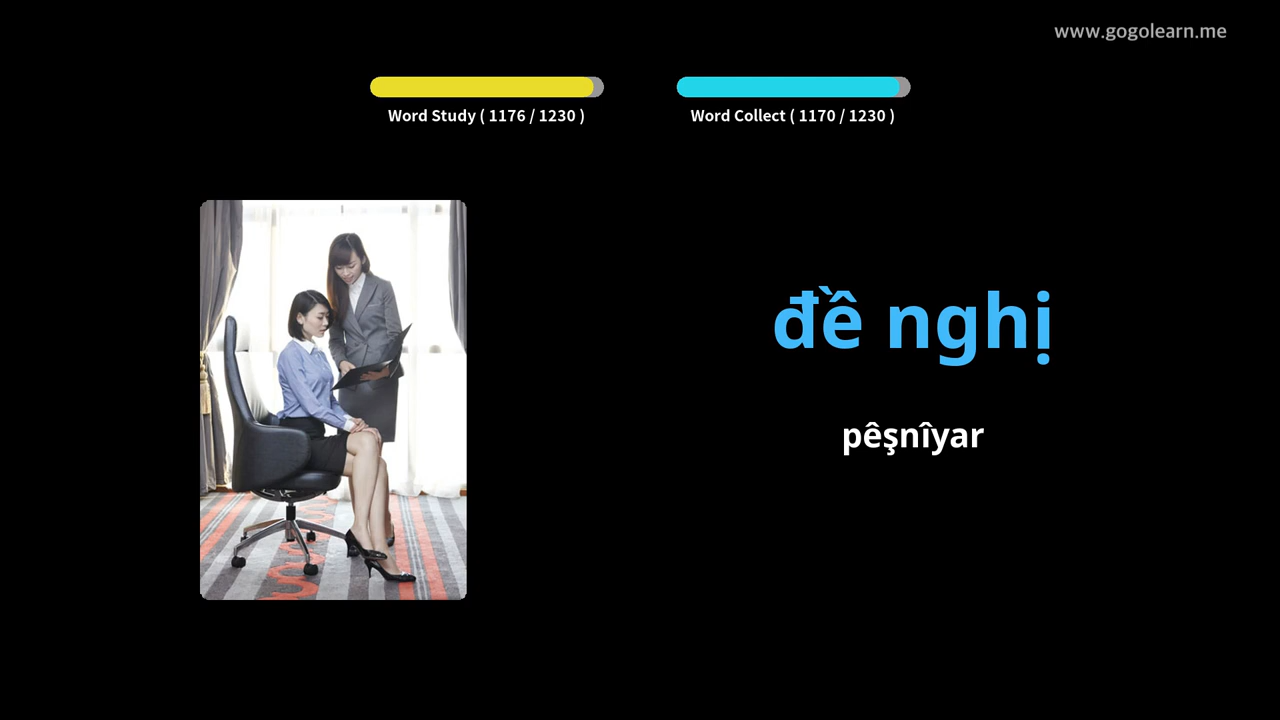 www.gogolearn.me
Word Study ( 1176 / 1230 )
Word Collect ( 1170 / 1230 )
đề nghị
pêşnîyar